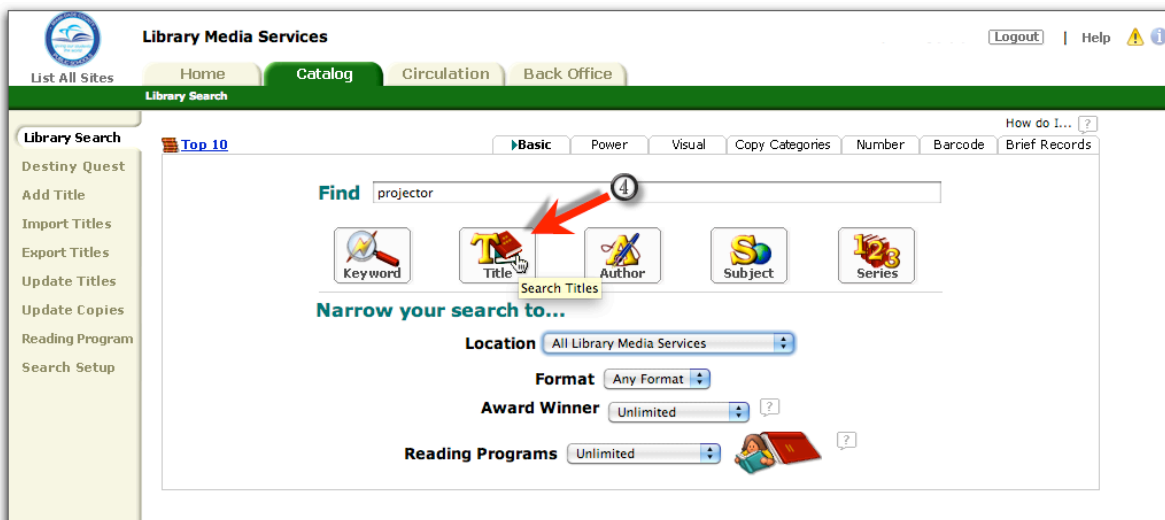 Library Media Services
Logout | Help
List All Sites
Home Catalog Circulation Back Office
Library Search
How do I... ?
Library Search
Destiny Quest
Add Title
Import Titles
Export Titles
Update Titles
Update Copies
Reading Program
Search Setup
Top 10
Basic Power Visual Copy Categories Number Barcode Brief Records
Find projector
4
Keyword Title Author Subject Series
Search Titles
Narrow your search to...
Location All Library Media Services
Format Any Format
Award Winner Unlimited ?
Reading Programs Unlimited ?